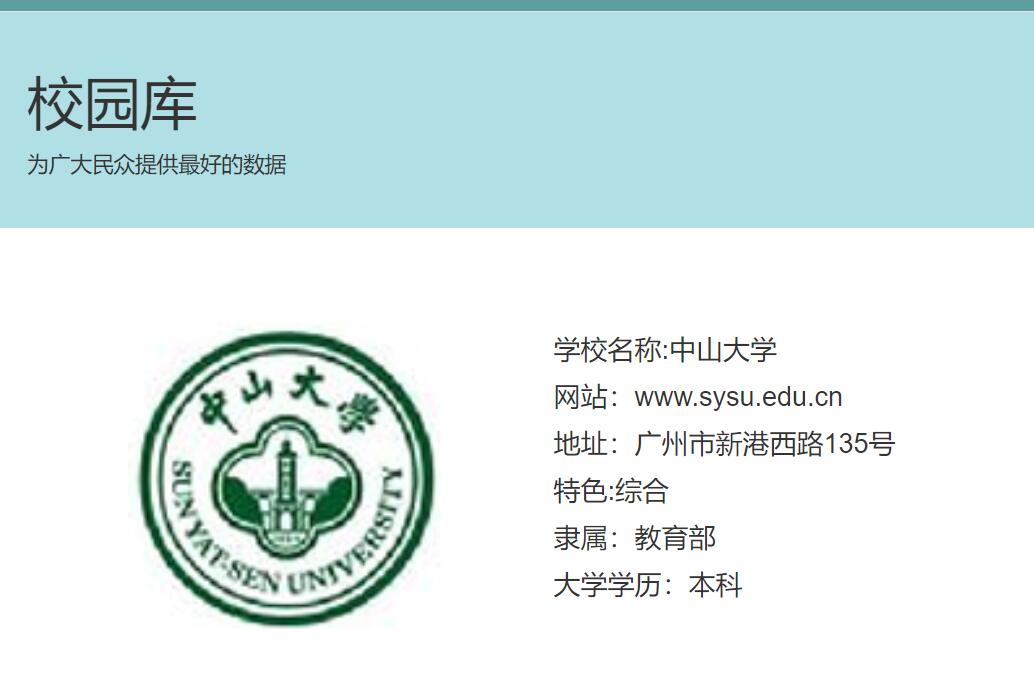 校园库
为广大民众提供最好的数据
中山大學
SUN YAT-SEN UNIVERSITY
学校名称:中山大学
网站：www.sysu.edu.cn
地址：广州市新港西路135号
特色:综合
隶属：教育部
大学学历：本科